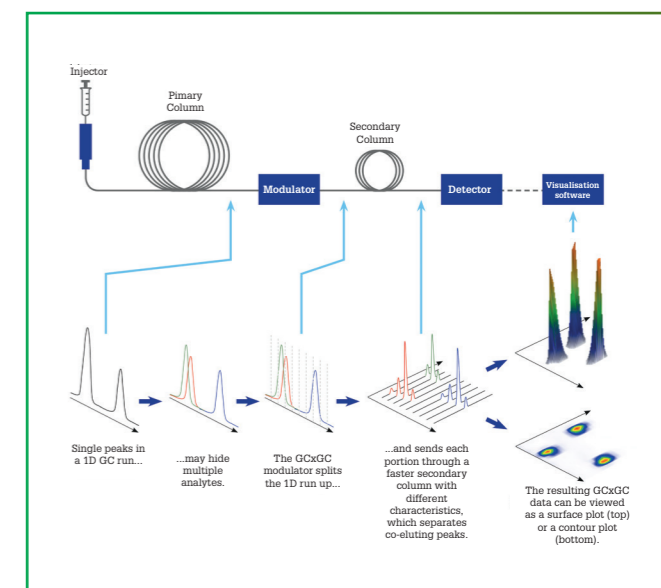 Injector
Pimary
Column
Secondary
Column
Modulator
Detector
Visualisation
software
Single peaks in
a 1D GC run...
...may hide
multiple
analytes.
The GCxGC
modulator splits
the 1D run up...
...and sends each
portion through a
faster secondary
column with
different
characteristics,
which separates
co-eluting peaks.
The resulting GCxGC
data can be viewed
as a surface plot (top)
or a contour plot
(bottom).